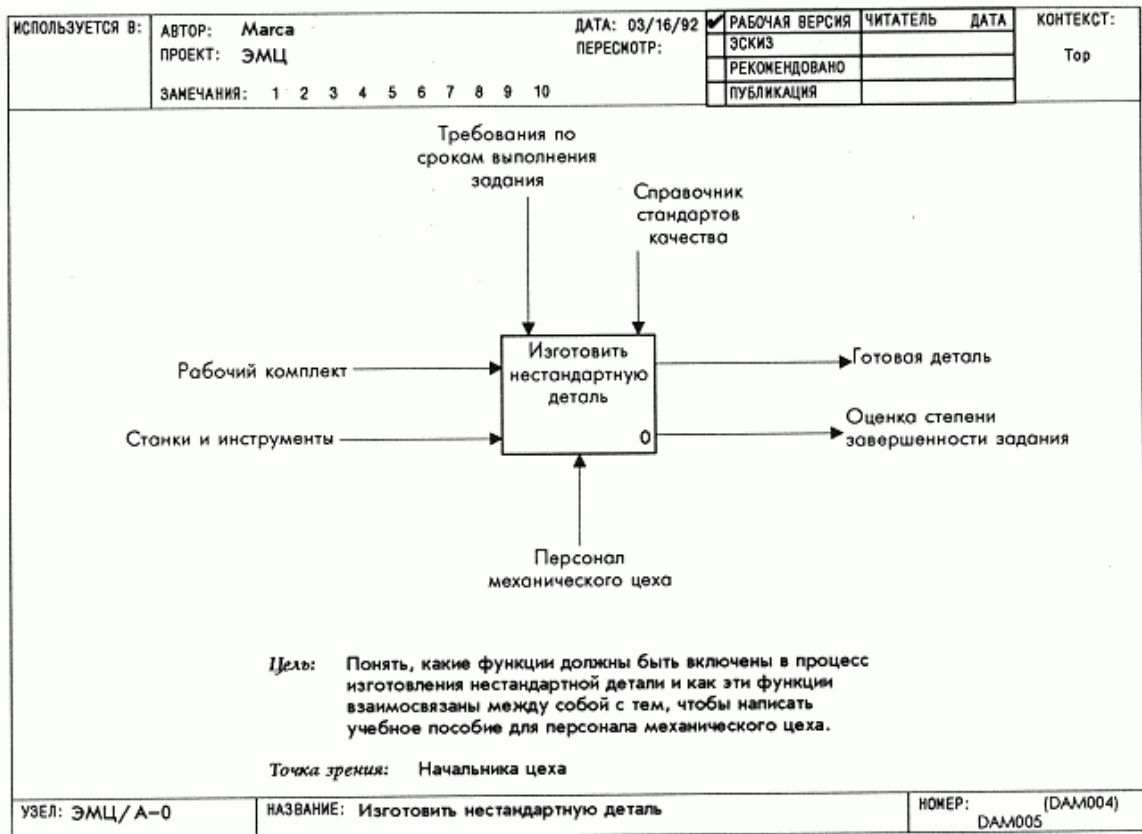 ИСПОЛЬЗУЕТСЯ В:
АВТОР: Marca
ДАТА: 03/16/92
ПРОЕКТ: ЭМЦ
ПЕРЕСМОТР:
ЗАМЕЧАНИЯ: 1 2 3 4 5 6 7 8 9 10
РАБОЧАЯ ВЕРСИЯ
ЭСКИЗ
РЕКОМЕНДОВАНО
ПУБЛИКАЦИЯ
ЧИТАТЕЛЬ ДАТА
КОНТЕКСТ:
Top
Требования по
срокам выполнения
задания
Справочник
стандартов
качества
Изготовить
нестандартную
деталь
0
Рабочий комплект
Станки и инструменты
Готовая деталь
Оценка степени
завершенности задания
Персонал
механического цеха
Цель: Понять, какие функции должны быть включены в процесс
изготовления нестандартной детали и как эти функции
взаимосвязаны между собой с тем, чтобы написать
учебное пособие для персонала механического цеха.
Точка зрения: Начальника цеха
УЗЕЛ: ЭМЦ/А-0
НАЗВАНИЕ: Изготовить нестандартную деталь
НОМЕР: (DAM004)
DAM005